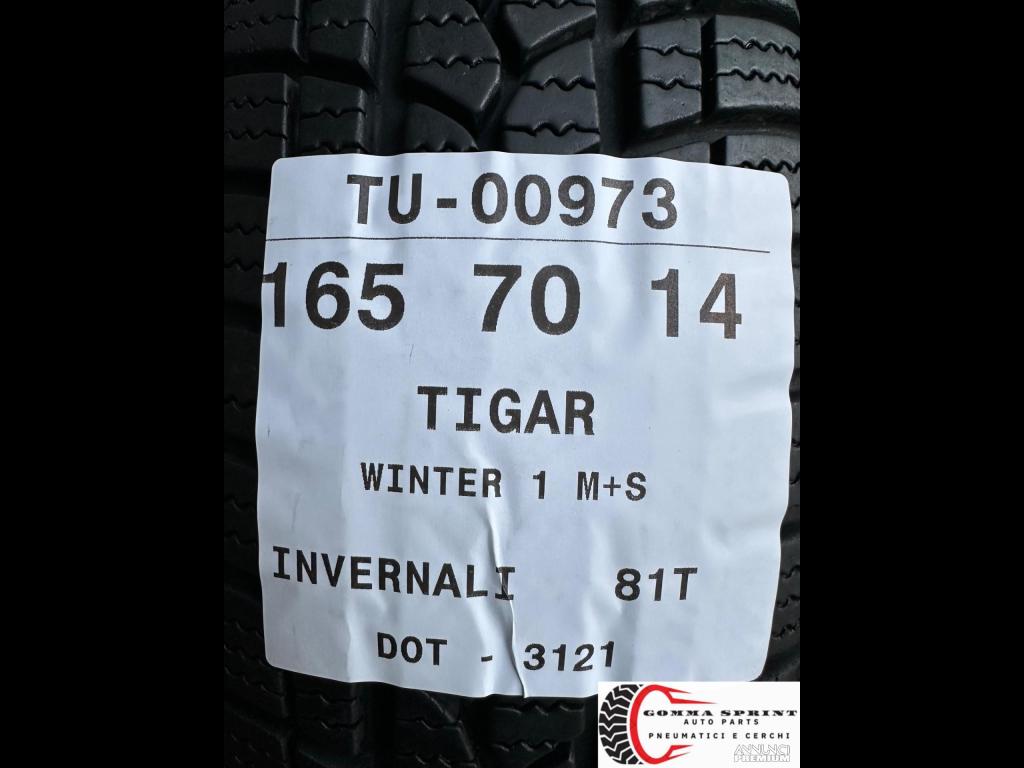 TU-00973
165 70 14
TIGAR
WINTER 1 M+S
INVERNALI 81T
DOT - 3121
GOMMA SPRINT
AUTO PARTS
PNEUMATICI E CERCHI
ANNUNCI
PREMIUM